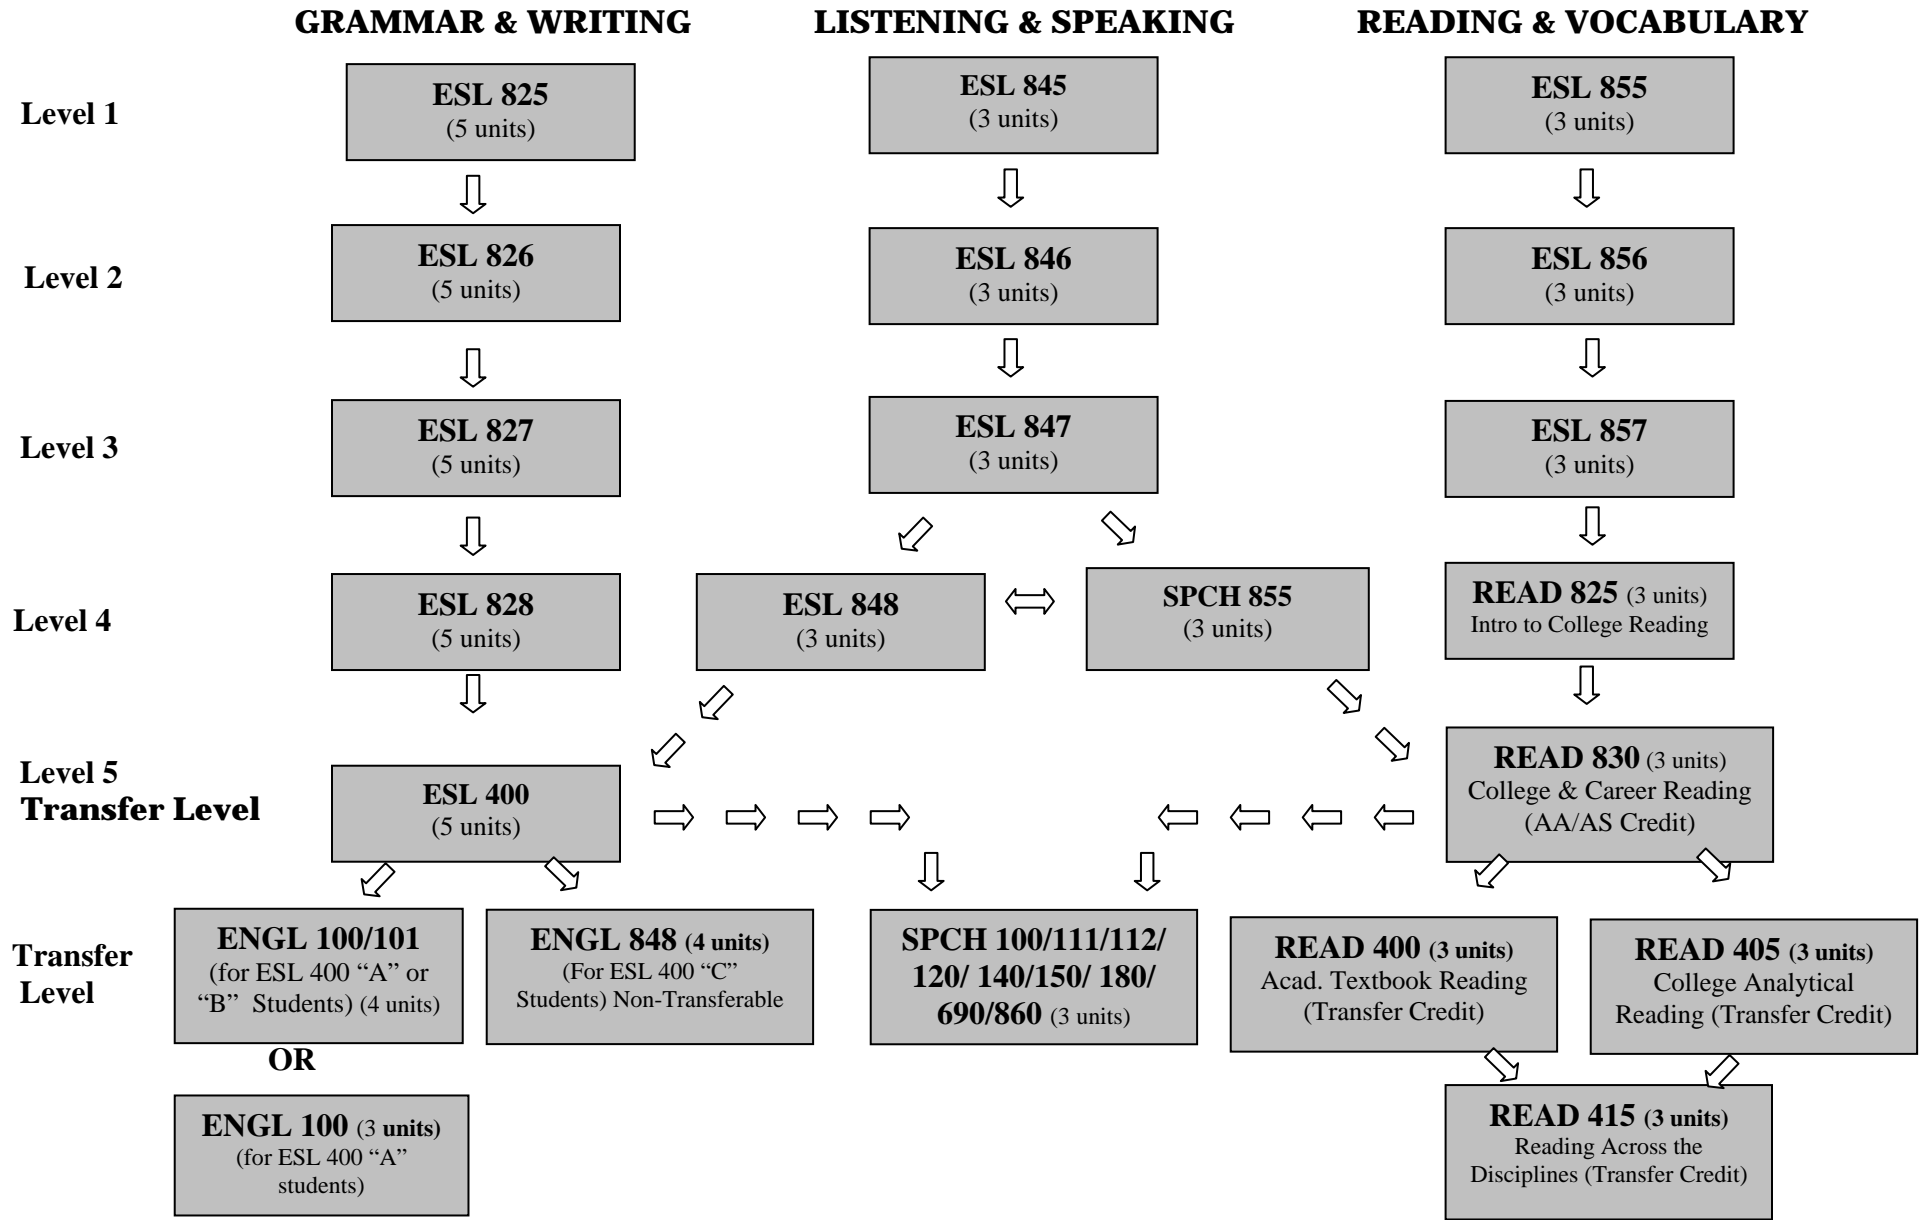 GRAMMAR & WRITING
LISTENING & SPEAKING
READING & VOCABULARY
Level 1
ESL 825
(5 units)
ESL 845
(3 units)
ESL 855
(3 units)
Level 2
ESL 826
(5 units)
ESL 846
(3 units)
ESL 856
(3 units)
Level 3
ESL 827
(5 units)
ESL 847
(3 units)
ESL 857
(3 units)
Level 4
ESL 828
(5 units)
ESL 848
(3 units)
SPCH 855
(3 units)
READ 825 (3 units)
Intro to College Reading
Level 5
Transfer Level
ESL 400
(5 units)
READ 830 (3 units)
College & Career Reading
(AA/AS Credit)
Transfer
Level
ENGL 100/101
(for ESL 400 “A” or
“B” Students) (4 units)
ENGL 848 (4 units)
(For ESL 400 “C”
Students) Non-Transferable
SPCH 100/111/112/
120/ 140/150/ 180/
690/860 (3 units)
READ 400 (3 units)
Acad. Textbook Reading
(Transfer Credit)
READ 405 (3 units)
College Analytical
Reading (Transfer Credit)
OR
ENGL 100 (3 units)
(for ESL 400 “A”
students)
READ 415 (3 units)
Reading Across the
Disciplines (Transfer Credit)